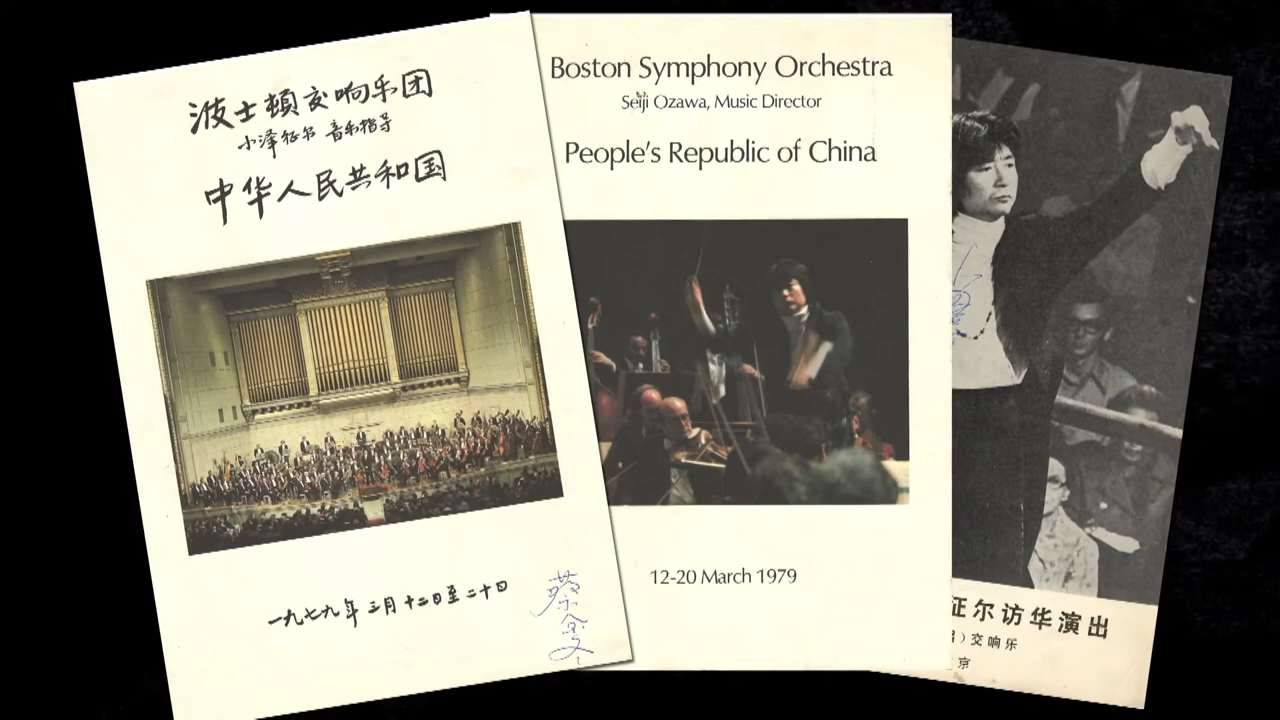 波士頓交响乐团
小泽征尔 音乐指导
中华人民共和国
一九七九年三月十二日至二十日
Boston Symphony Orchestra
Seiji Ozawa, Music Director
People's Republic of China
12-20 March 1979
征尔访华演出
）交响乐
京